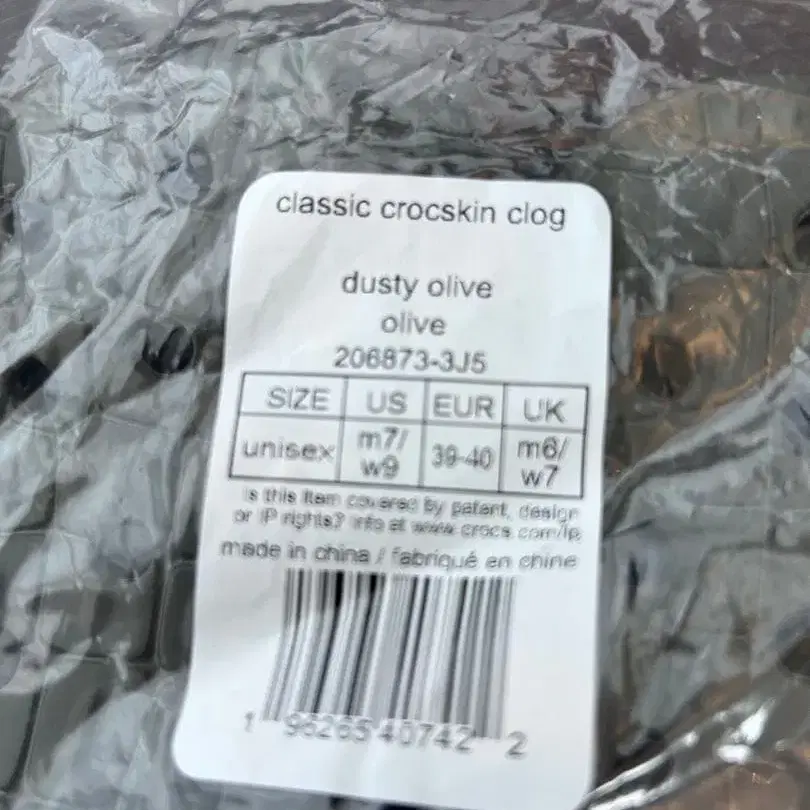 classic crocskin clog
dusty olive
olive
206873-3J5
SIZE US EUR UK
unisex m7/ w9 39-40 m6/ w7
Is this item covered by patent, design
or IP rights? info at www.crocs.com/ip
made in china / fabriqué en chine
1 96265 40742 2